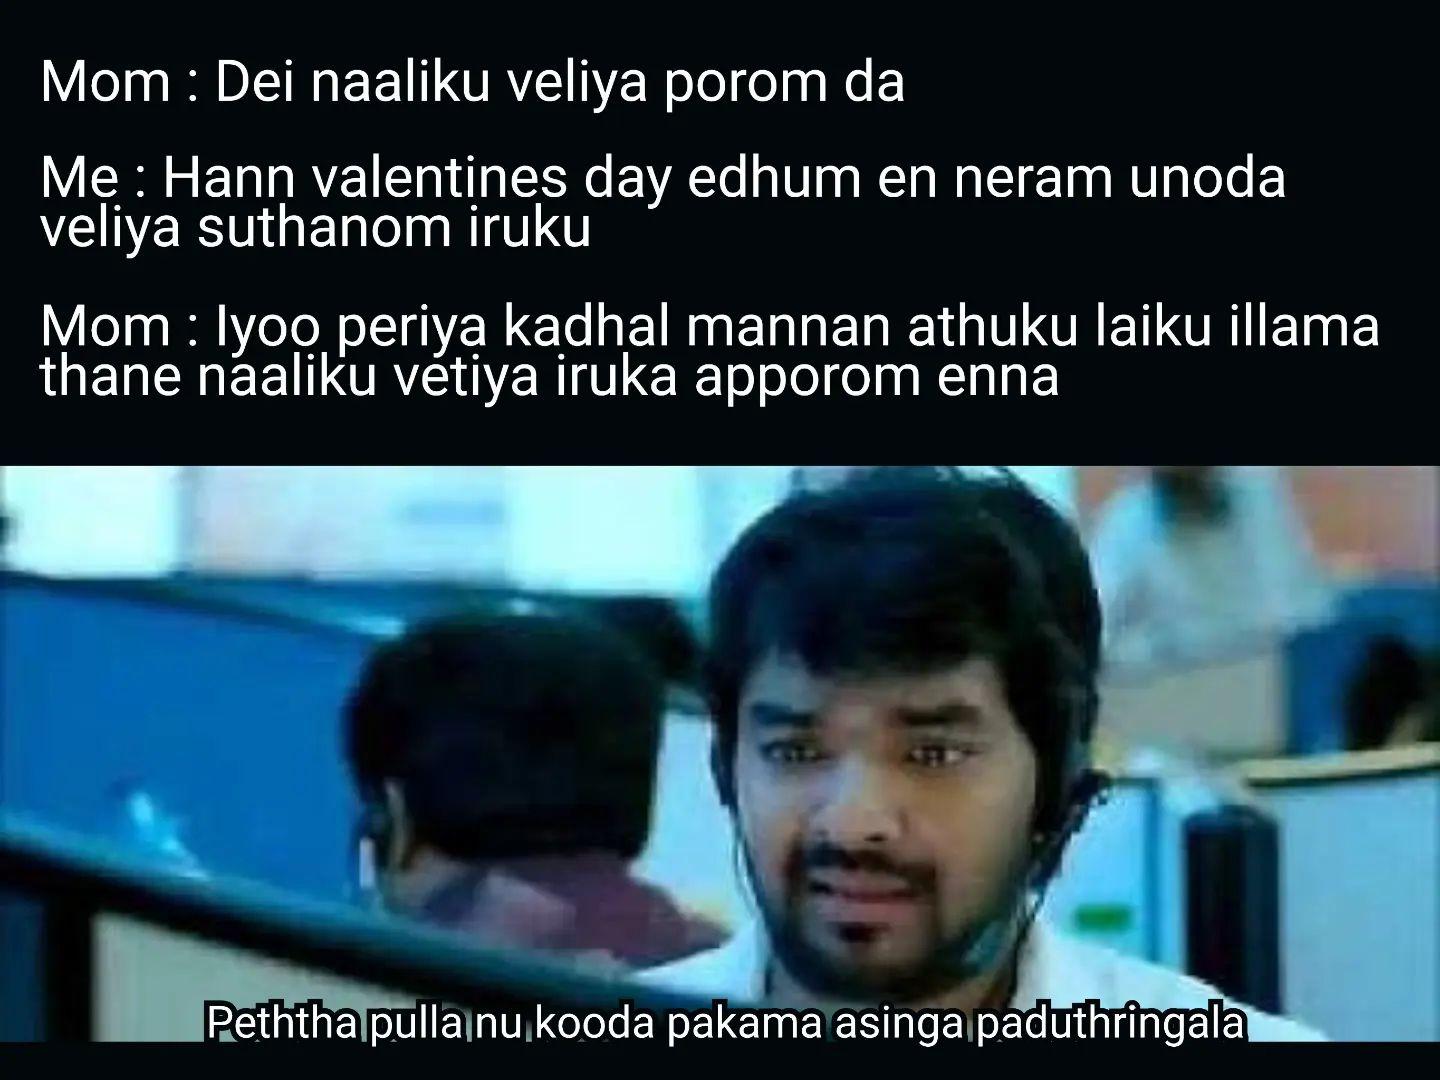 Mom : Dei naaliku veliya porom da
Me : Hann valentines day edhum en neram unoda
veliya suthanom iruku
Mom : Iyoo periya kadhal mannan athuku laiku illama
thane naaliku vetiya iruka apporom enna
Peththa pulla nu kooda pakama asinga paduthringala